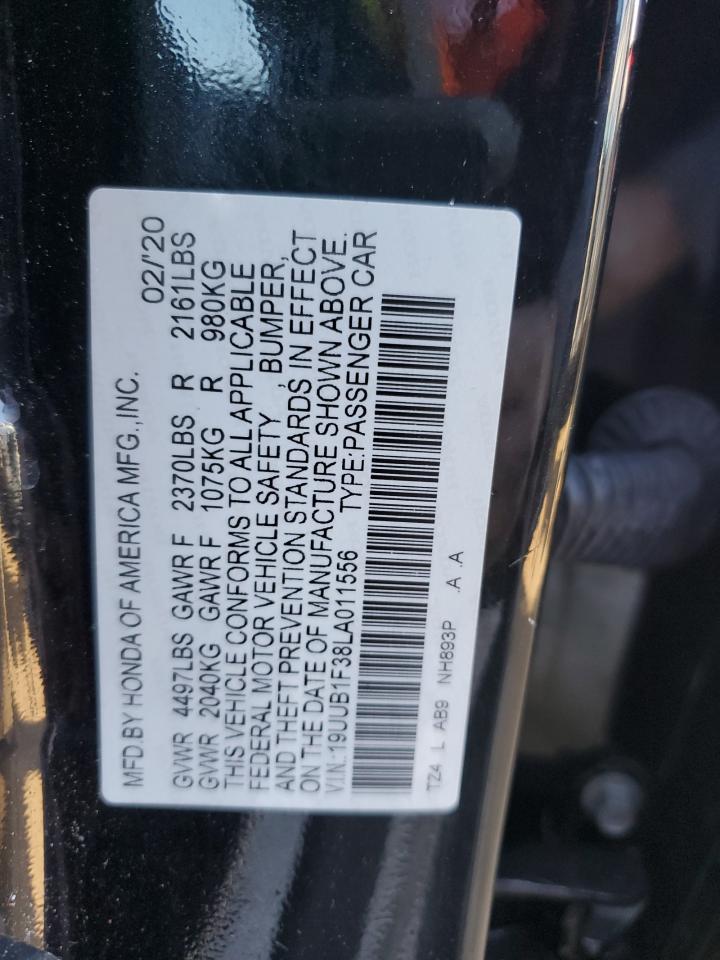 MFD.BY HONDA OF AMERICA MFG.,INC. 02/'20
GVWR 4497LBS GAWR F 2370LBS R 2161LBS
GVWR 2040KG GAWR F 1075KG R 980KG
THIS VEHICLE CONFORMS TO ALL APPLICABLE
FEDERAL MOTOR VEHICLE SAFETY , BUMPER,
AND THEFT PREVENTION STANDARDS IN EFFECT
ON THE DATE OF MANUFACTURE SHOWN ABOVE.
V.I.N.:19UUB1F38LA011556 TYPE:PASSENGER CAR
TZ4 L AB9 NH893P .A .A